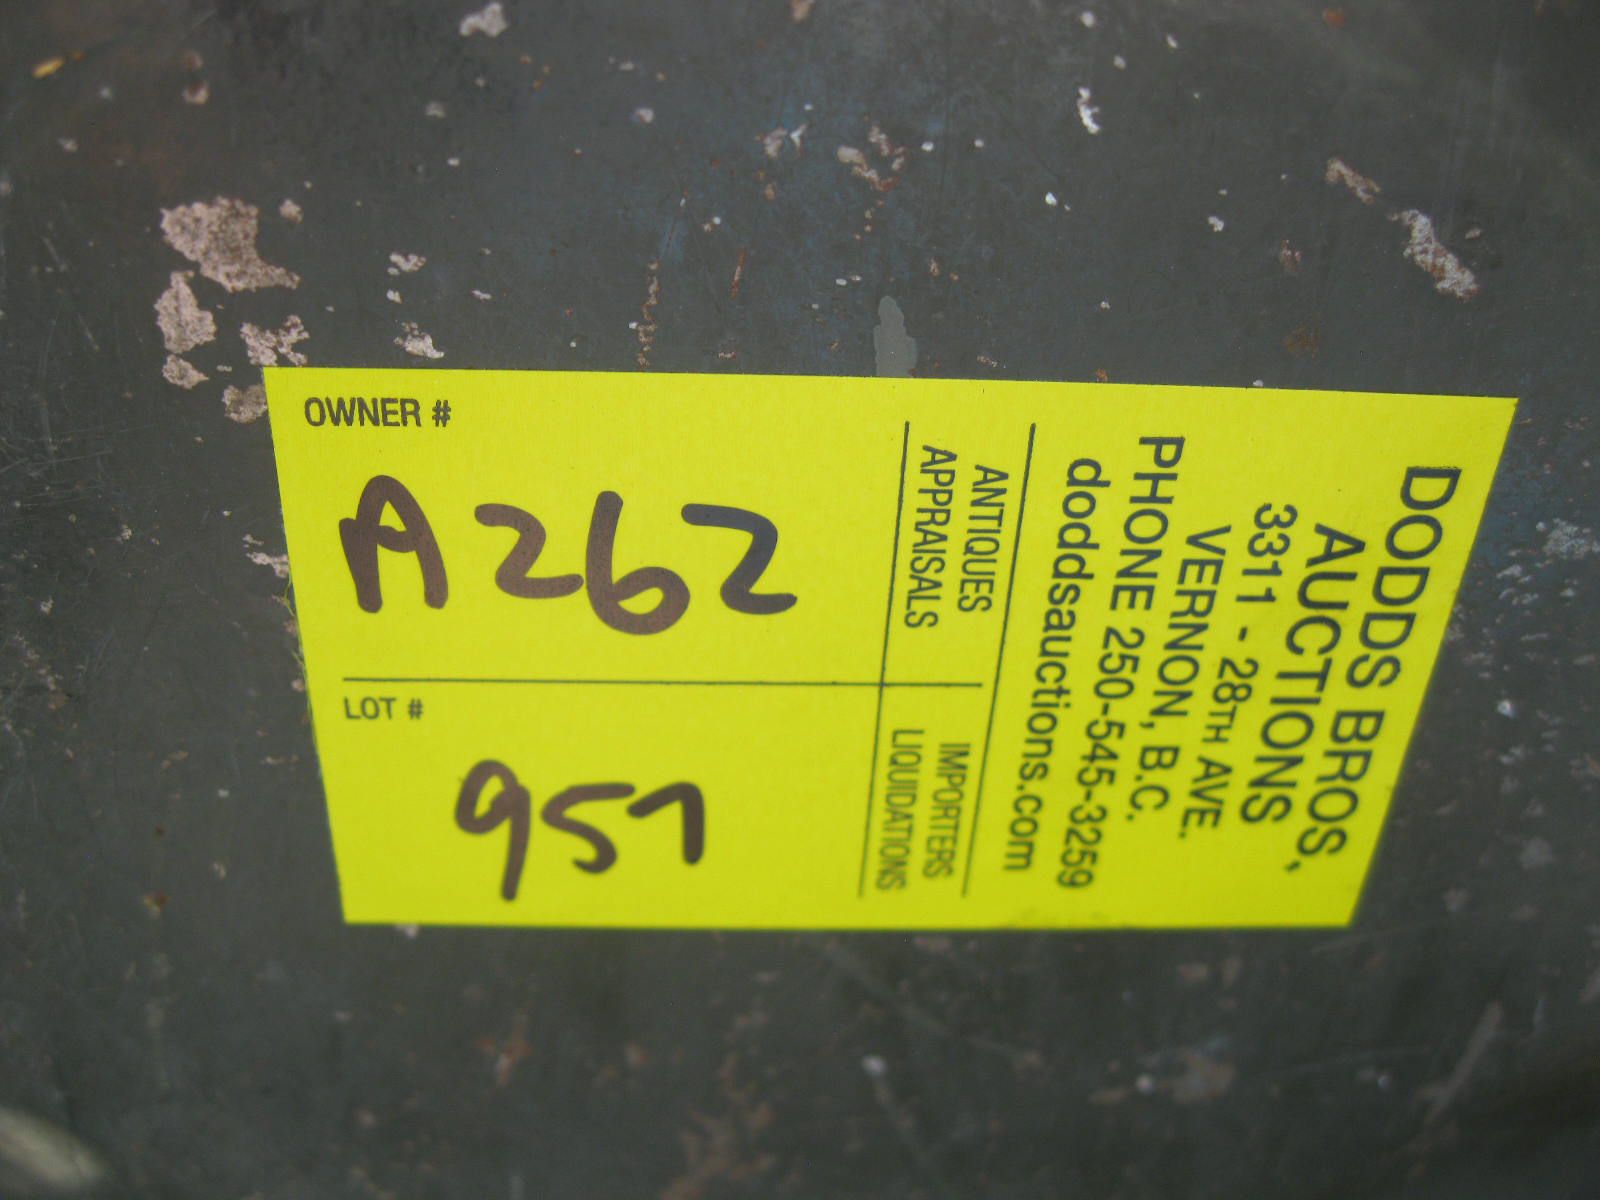 OWNER #
A262
LOT #
957
DODDS BROS,
AUCTIONS
3311 - 28TH AVE.
VERNON, B.C.
PHONE 250-545-3259
doddsauctions.com
ANTIQUES
APPRAISALS
IMPORTERS
LIQUIDATIONS